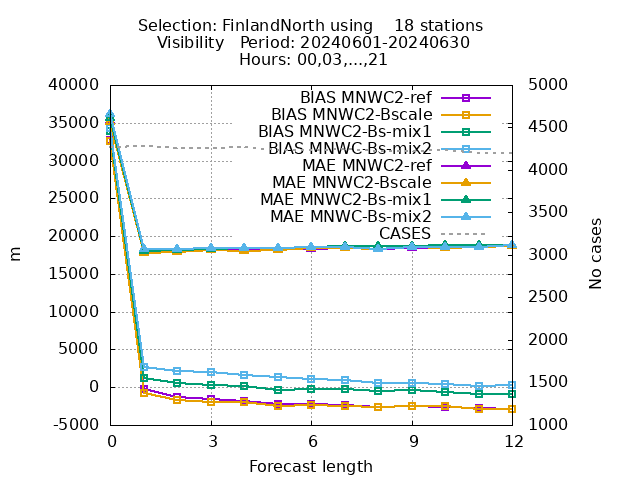 Selection: FinlandNorth using    18 stations
Visibility   Period: 20240601-20240630
Hours: 00,03,...,21
40000
35000
30000
25000
20000
15000
10000
5000
0
-5000
5000
4500
4000
3500
3000
2500
2000
1500
1000
BIAS MNWC2-ref
BIAS MNWC2-Bscale
BIAS MNWC2-Bs-mix1
BIAS MNWC-Bs-mix2
MAE MNWC2-ref
MAE MNWC2-Bscale
MAE MNWC2-Bs-mix1
MAE MNWC-Bs-mix2
CASES
m
No cases
0 3 6 9 12
Forecast length